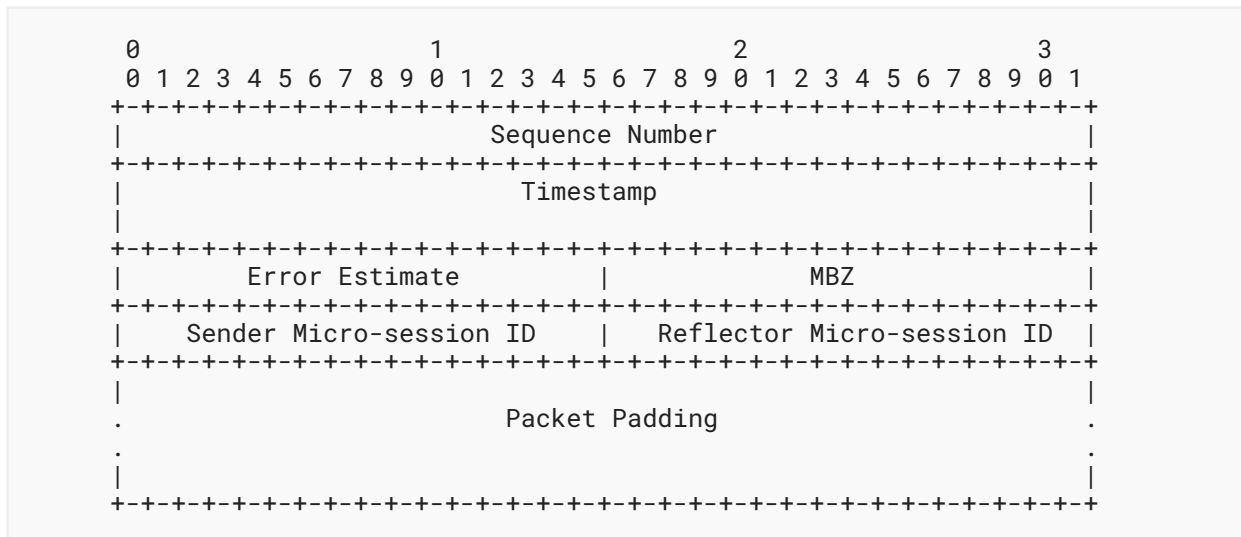 0                   1                   2                   3
 0 1 2 3 4 5 6 7 8 9 0 1 2 3 4 5 6 7 8 9 0 1 2 3 4 5 6 7 8 9 0 1
+-+-+-+-+-+-+-+-+-+-+-+-+-+-+-+-+-+-+-+-+-+-+-+-+-+-+-+-+-+-+-+-+
|                        Sequence Number                        |
+-+-+-+-+-+-+-+-+-+-+-+-+-+-+-+-+-+-+-+-+-+-+-+-+-+-+-+-+-+-+-+-+
|                          Timestamp                            |
|                                                               |
+-+-+-+-+-+-+-+-+-+-+-+-+-+-+-+-+-+-+-+-+-+-+-+-+-+-+-+-+-+-+-+-+
|        Error Estimate         |             MBZ               |
+-+-+-+-+-+-+-+-+-+-+-+-+-+-+-+-+-+-+-+-+-+-+-+-+-+-+-+-+-+-+-+-+
|    Sender Micro-session ID    |   Reflector Micro-session ID  |
+-+-+-+-+-+-+-+-+-+-+-+-+-+-+-+-+-+-+-+-+-+-+-+-+-+-+-+-+-+-+-+-+
|                                                               |
.                         Packet Padding                        .
.                                                               .
|                                                               |
+-+-+-+-+-+-+-+-+-+-+-+-+-+-+-+-+-+-+-+-+-+-+-+-+-+-+-+-+-+-+-+-+